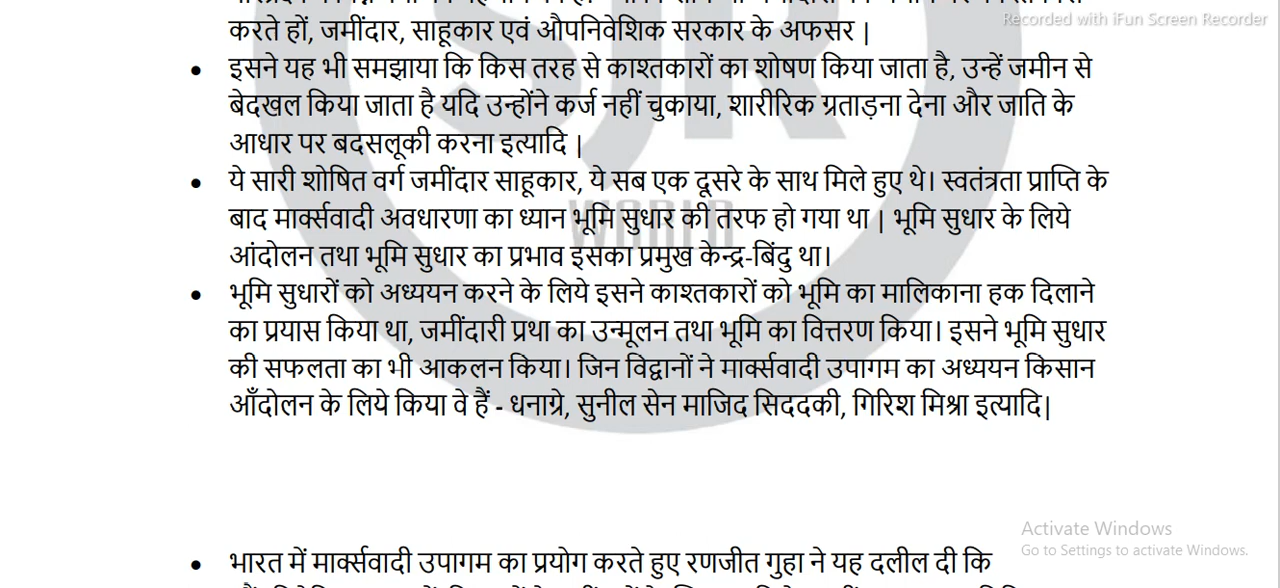 करते हों, जमींदार, साहूकार एवं औपनिवेशिक सरकार के अफसर |
Recorded with iFun Screen Recorder
• इसने यह भी समझाया कि किस तरह से काश्तकारों का शोषण किया जाता है, उन्हें जमीन से
बेदखल किया जाता है यदि उन्होंने कर्ज नहीं चुकाया, शारीरिक प्रताड़ना देना और जाति के
आधार पर बदसलूकी करना इत्यादि |
• ये सारी शोषित वर्ग जमींदार साहूकार, ये सब एक दूसरे के साथ मिले हुए थे। स्वतंत्रता प्राप्ति के
बाद मार्क्सवादी अवधारणा का ध्यान भूमि सुधार की तरफ हो गया था | भूमि सुधार के लिये
आंदोलन तथा भूमि सुधार का प्रभाव इसका प्रमुख केन्द्र-बिंदु था।
• भूमि सुधारों को अध्ययन करने के लिये इसने काश्तकारों को भूमि का मालिकाना हक दिलाने
का प्रयास किया था, जमींदारी प्रथा का उन्मूलन तथा भूमि का वित्तरण किया। इसने भूमि सुधार
की सफलता का भी आकलन किया। जिन विद्वानों ने मार्क्सवादी उपागम का अध्ययन किसान
आँदोलन के लिये किया वे हैं - धनाग्रे, सुनील सेन माजिद सिददकी, गिरिश मिश्रा इत्यादि|
SJR
WORLD
Activate Windows
Go to Settings to activate Windows.
• भारत में मार्क्सवादी उपागम का प्रयोग करते हुए रणजीत गुहा ने यह दलील दी कि